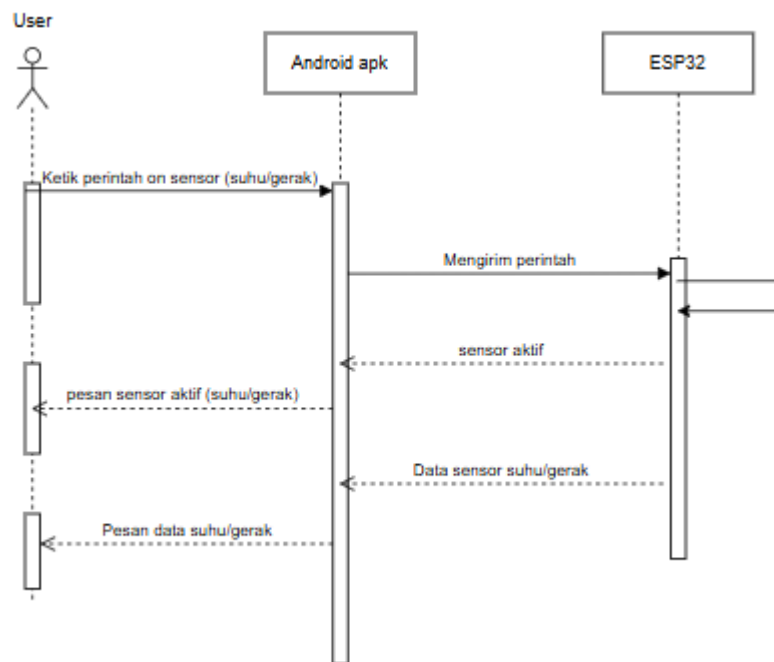 User
Android apk
ESP32
Ketik perintah on sensor (suhu/gerak)
Mengirim perintah
sensor aktif
pesan sensor aktif (suhu/gerak)
Data sensor suhu/gerak
Pesan data suhu/gerak